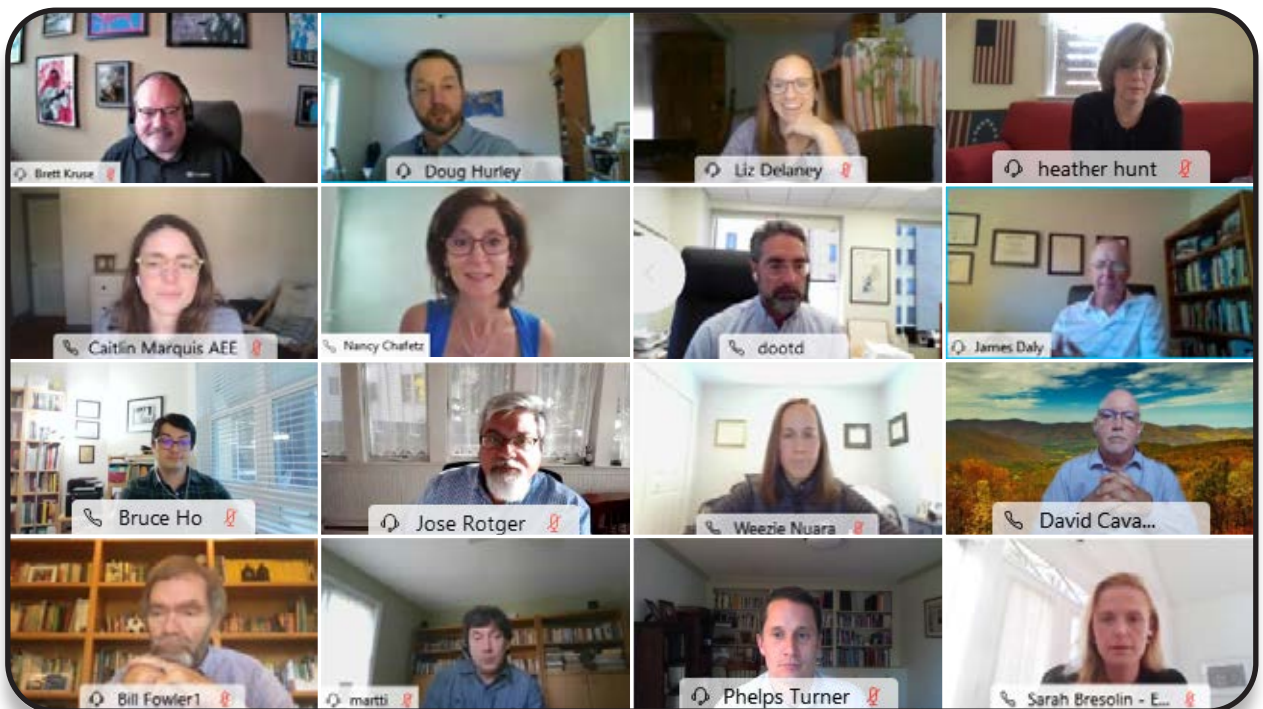 Brett Kruse
Doug Hurley
Liz Delaney
heather hunt
Caitlin Marquis AEE
Nancy Chafetz
dootd
James Daly
Bruce Ho
Jose Rotger
Weezie Nuara
David Cava...
Bill Fowler1
martti
Phelps Turner
Sarah Bresolin - E...